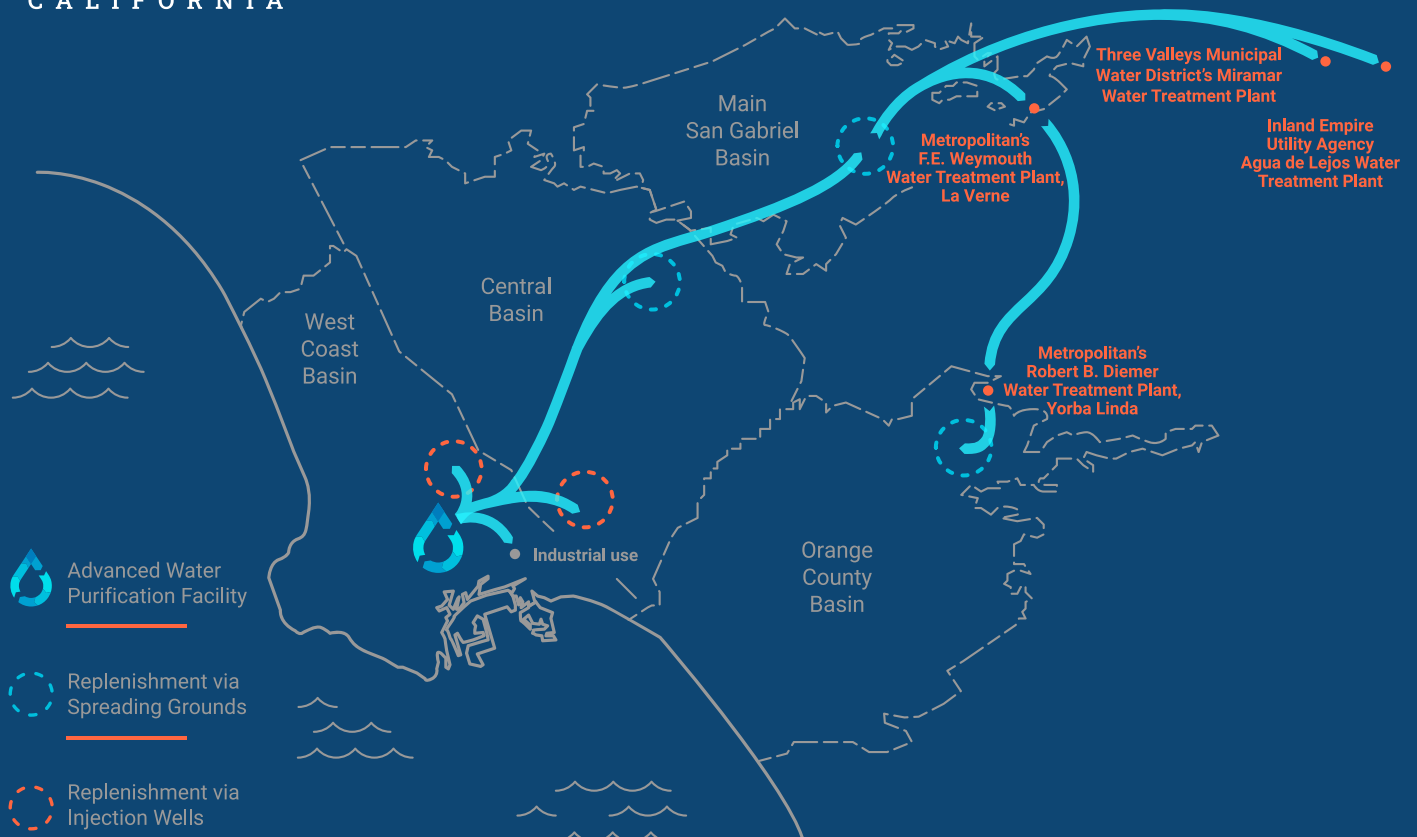 CALIFORNIA
Three Valleys Municipal
Water District’s Miramar
Water Treatment Plant
Main
San Gabriel
Basin
Inland Empire
Utility Agency
Agua de Lejos Water
Treatment Plant
Metropolitan’s
F.E. Weymouth
Water Treatment Plant,
La Verne
Central
Basin
West
Coast
Basin
Metropolitan’s
Robert B. Diemer
Water Treatment Plant,
Yorba Linda
Industrial use
Orange
County
Basin
Advanced Water
Purification Facility
Replenishment via
Spreading Grounds
Replenishment via
Injection Wells